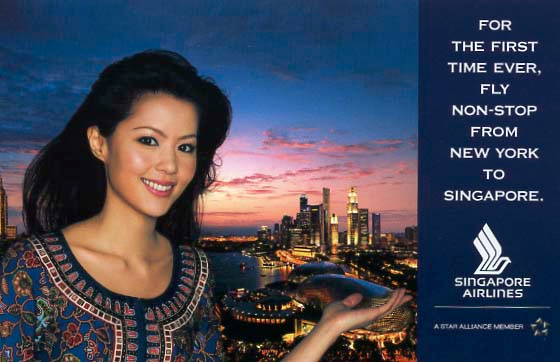 FOR
THE FIRST
TIME EVER,
FLY
NON-STOP
FROM
NEW YORK
TO
SINGAPORE.
SINGAPORE
AIRLINES
A STAR ALLIANCE MEMBER